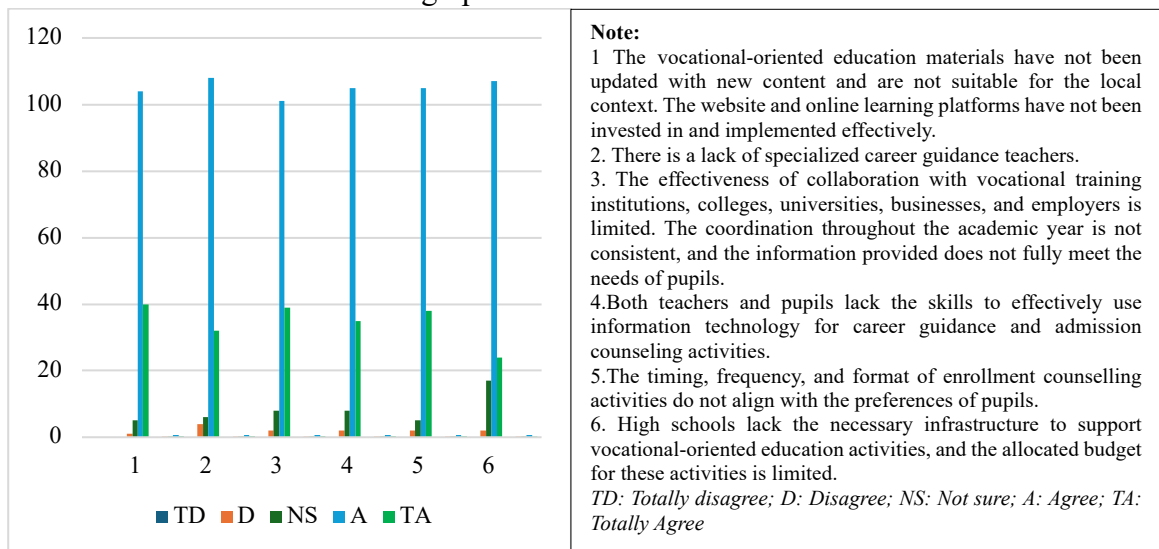 120
100
80
60
40
20
0
1 2 3 4 5 6
TD D NS A TA
Note:
1 The vocational-oriented education materials have not been
updated with new content and are not suitable for the local
context. The website and online learning platforms have not been
invested in and implemented effectively.
2. There is a lack of specialized career guidance teachers.
3. The effectiveness of collaboration with vocational training
institutions, colleges, universities, businesses, and employers is
limited. The coordination throughout the academic year is not
consistent, and the information provided does not fully meet the
needs of pupils.
4.Both teachers and pupils lack the skills to effectively use
information technology for career guidance and admission
counseling activities.
5.The timing, frequency, and format of enrollment counselling
activities do not align with the preferences of pupils.
6. High schools lack the necessary infrastructure to support
vocational-oriented education activities, and the allocated budget
for these activities is limited.
TD: Totally disagree; D: Disagree; NS: Not sure; A: Agree; TA:
Totally Agree